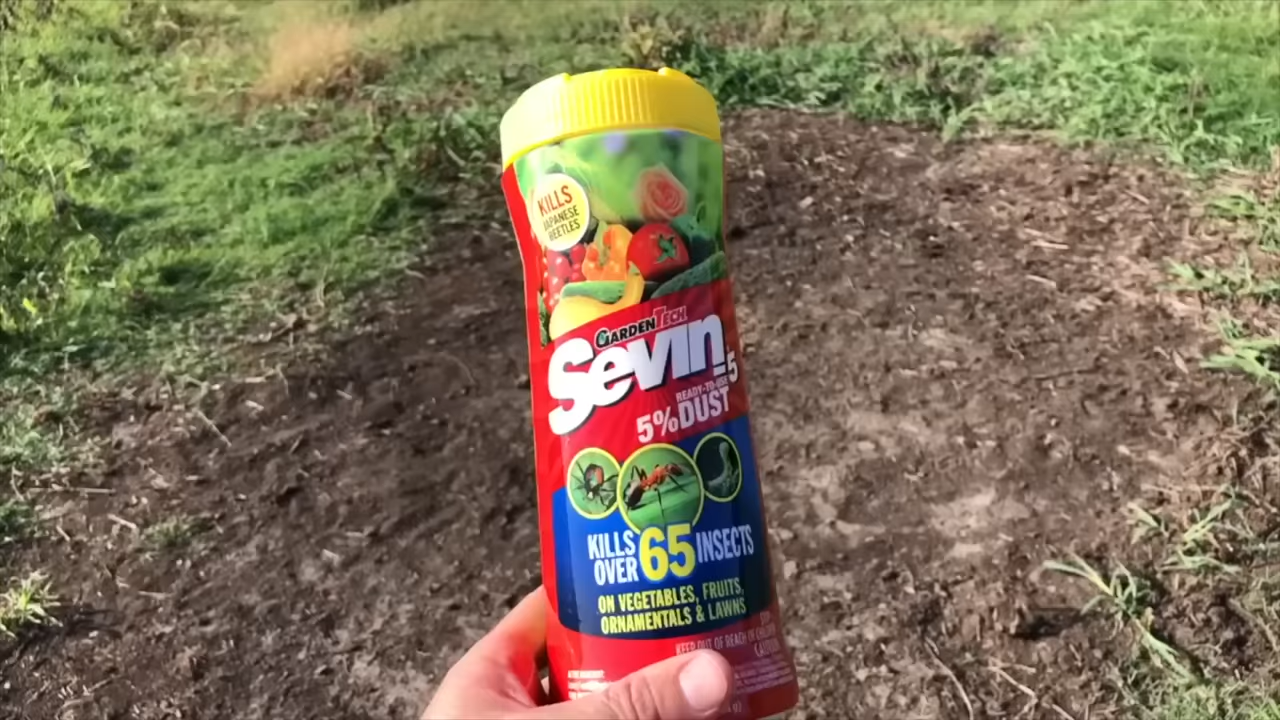 KILLS
JAPANESE
BEETLES
GARDENTECH
Sevin
5
READY-TO-USE
5% DUST
KILLS
OVER 65 INSECTS
ON VEGETABLES, FRUITS,
ORNAMENTALS & LAWNS
KEEP OUT OF REACH OF CHILDREN